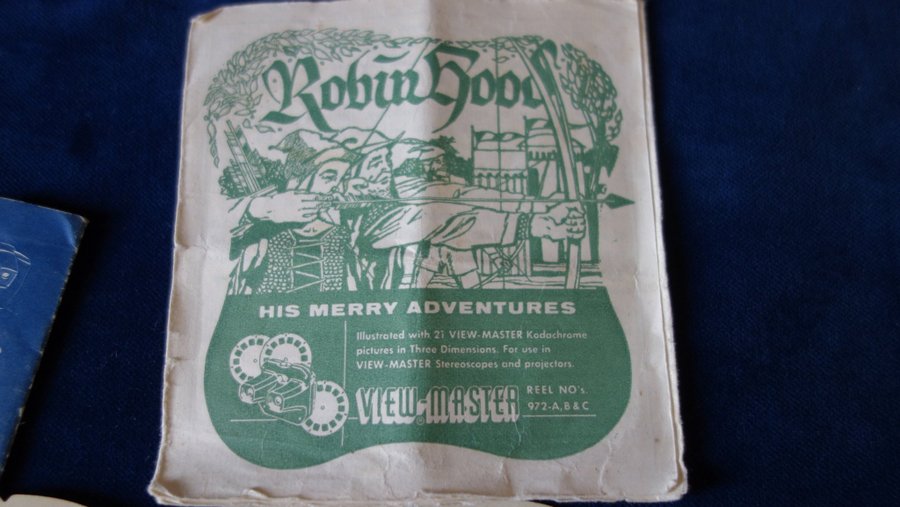 Robin Hood
HIS MERRY ADVENTURES
Illustrated with 21 VIEW-MASTER Kodachrome
pictures in Three Dimensions. For use in
VIEW-MASTER Stereoscopes and projectors.
VIEW-MASTER
REEL NO's.
972-A, B & C